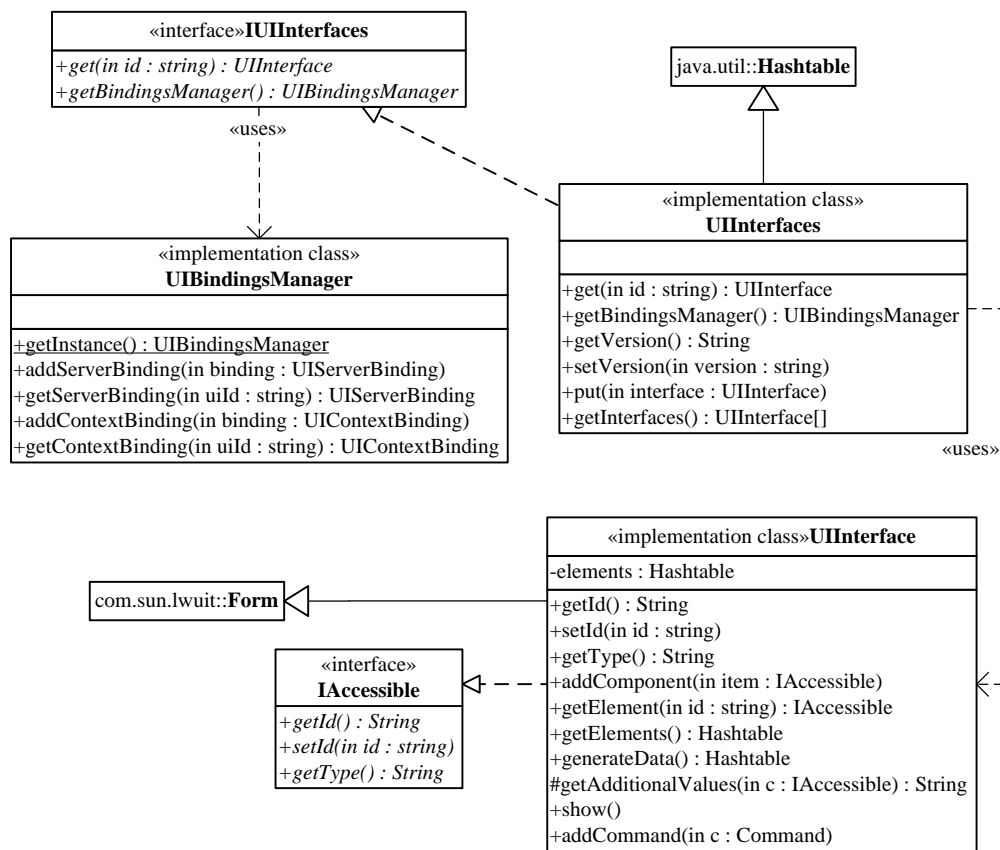 «interface»IUIInterfaces
+get(in id : string) : UIInterface
+getBindingsManager() : UIBindingsManager
«uses»
java.util::Hashtable
«implementation class»
UIBindingsManager
+getInstance() : UIBindingsManager
+addServerBinding(in binding : UIServerBinding)
+getServerBinding(in uiId : string) : UIServerBinding
+addContextBinding(in binding : UIContextBinding)
+getContextBinding(in uiId : string) : UIContextBinding
«implementation class»
UIInterfaces
+get(in id : string) : UIInterface
+getBindingsManager() : UIBindingsManager
+getVersion() : String
+setVersion(in version : string)
+put(in interface : UIInterface)
+getInterfaces() : UIInterface[]
«uses»
com.sun.lwuit::Form
«interface»
IAccessible
+getId() : String
+setId(in id : string)
+getType() : String
«implementation class»UIInterface
-elements : Hashtable
+getId() : String
+setId(in id : string)
+getType() : String
+addComponent(in item : IAccessible)
+getElement(in id : string) : IAccessible
+getElements() : Hashtable
+generateData() : Hashtable
#getAdditionalValues(in c : IAccessible) : String
+show()
+addCommand(in c : Command)